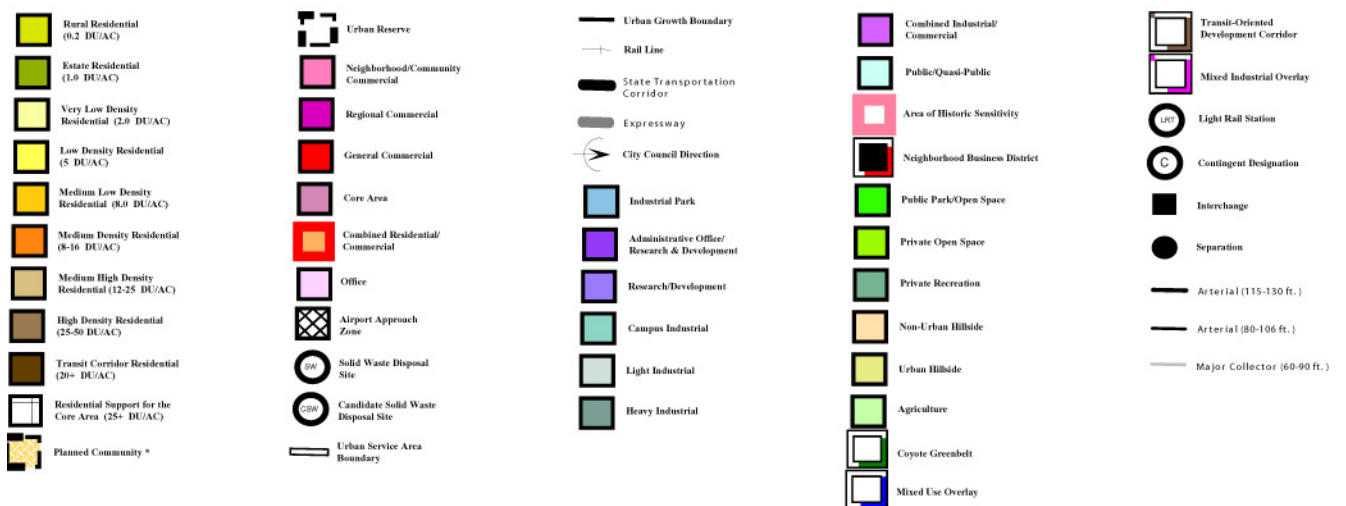 Rural Residential
(0.2 DU/AC)
Estate Residential
(1.0 DU/AC)
Very Low Density
Residential (2.0 DU/AC)
Low Density Residential
(5 DU/AC)
Medium Low Density
Residential (8.0 DU/AC)
Medium Density Residential
(8-16 DU/AC)
Medium High Density
Residential (12-25 DU/AC)
High Density Residential
(25-50 DU/AC)
Transit Corridor Residential
(20+ DU/AC)
Residential Support for the
Core Area (25+ DU/AC)
Planned Community *
Urban Reserve
Neighborhood/Community
Commercial
Regional Commercial
General Commercial
Core Area
Combined Residential/
Commercial
Office
Airport Approach
Zone
SW
Solid Waste Disposal
Site
CSW
Candidate Solid Waste
Disposal Site
Urban Service Area
Boundary
Urban Growth Boundary
Rail Line
State Transportation
Corridor
Expressway
City Council Direction
Industrial Park
Administrative Office/
Research & Development
Research/Development
Campus Industrial
Light Industrial
Heavy Industrial
Combined Industrial/
Commercial
Public/Quasi-Public
Area of Historic Sensitivity
Neighborhood Business District
Public Park/Open Space
Private Open Space
Private Recreation
Non-Urban Hillside
Urban Hillside
Agriculture
Coyote Greenbelt
Mixed Use Overlay
Transit-Oriented
Development Corridor
Mixed Industrial Overlay
LRT
Light Rail Station
C
Contingent Designation
Interchange
Separation
Arterial (115-130 ft.)
Arterial (80-106 ft.)
Major Collector (60-90 ft.)